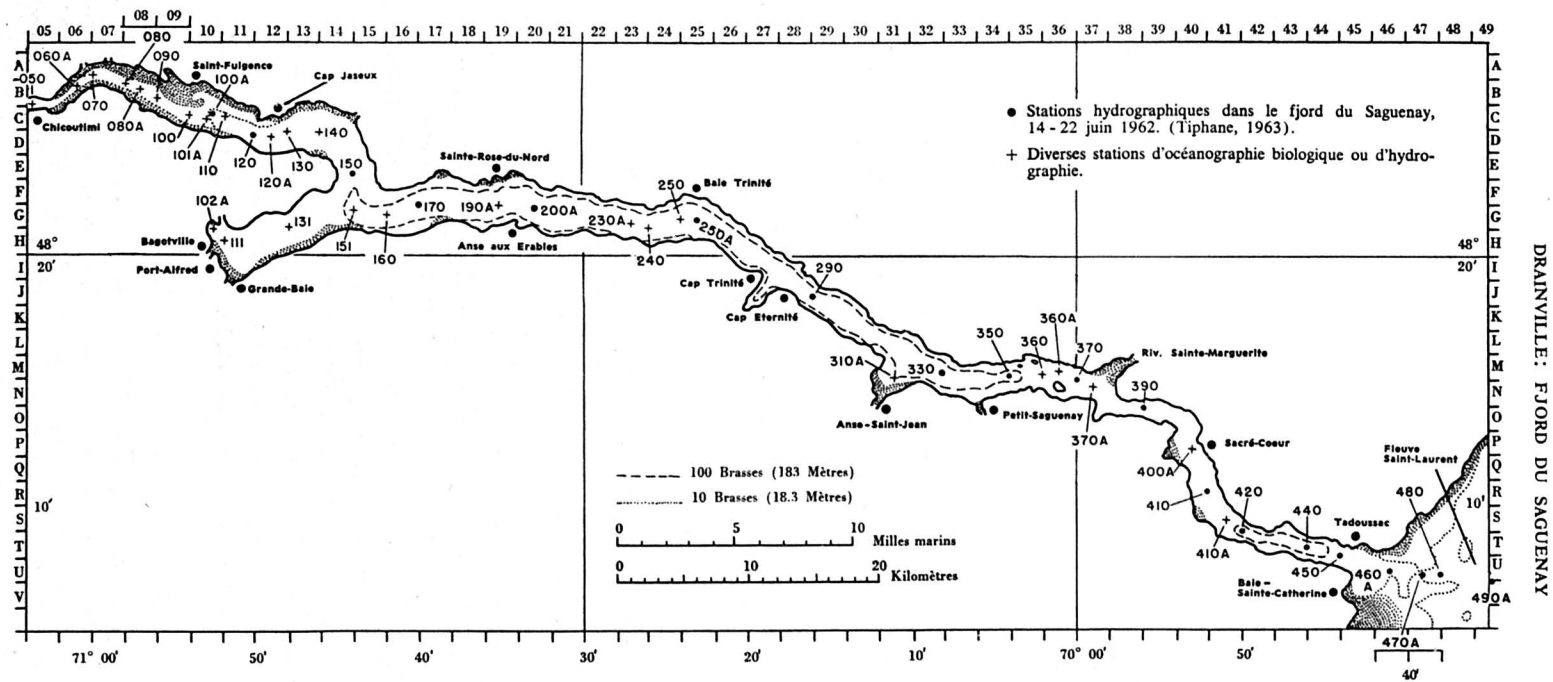 08 09
05 06 07 10 11 12 13 14 15 16 17 18 19 20 21 22 23 24 25 26 27 28 29 30 31 32 33 34 35 36 37 38 39 40 41 42 43 44 45 46 47 48 49
A B C D E F G H I J K L M N O P Q R S T U V
A B C D E F G H I J K L M N O P Q R S T U V
060A
080
090
050
070
080A
Saint-Fulgence
100A
Cap Jaseux
Chicoutimi
100
101A
110
120
120A
130
140
150
• Stations hydrographiques dans le fjord du Saguenay,
14 - 22 juin 1962. (Tiphane, 1963).
+ Diverses stations d'océanographie biologique ou d'hydro-
graphie.
Sainte-Rose-du-Nord
Baie Trinité
102A
111
131
151
160
170
190A
200A
230A
240
250
250A
Bagotville
Port-Alfred
Grande-Baie
Anse aux Erables
48°
20'
48°
20'
Cap Trinité
Cap Eternité
290
310A
330
350
360
360A
370
Riv. Sainte-Marguerite
390
370A
Anse-Saint-Jean
Petit-Saguenay
400A
Sacré-Coeur
Fleuve
Saint-Laurent
100 Brasses (183 Mètres)
10 Brasses (18.3 Mètres)
0 5 10
Milles marins
0 10 20
Kilomètres
10'
10'
410
410A
420
440
Tadoussac
450
Baie-
Sainte-Catherine
460
A
480
490A
470A
71° 00' 50' 40' 30' 20' 10' 70° 00' 50' 40'
DRAINVILLE: FJORD DU SAGUENAY